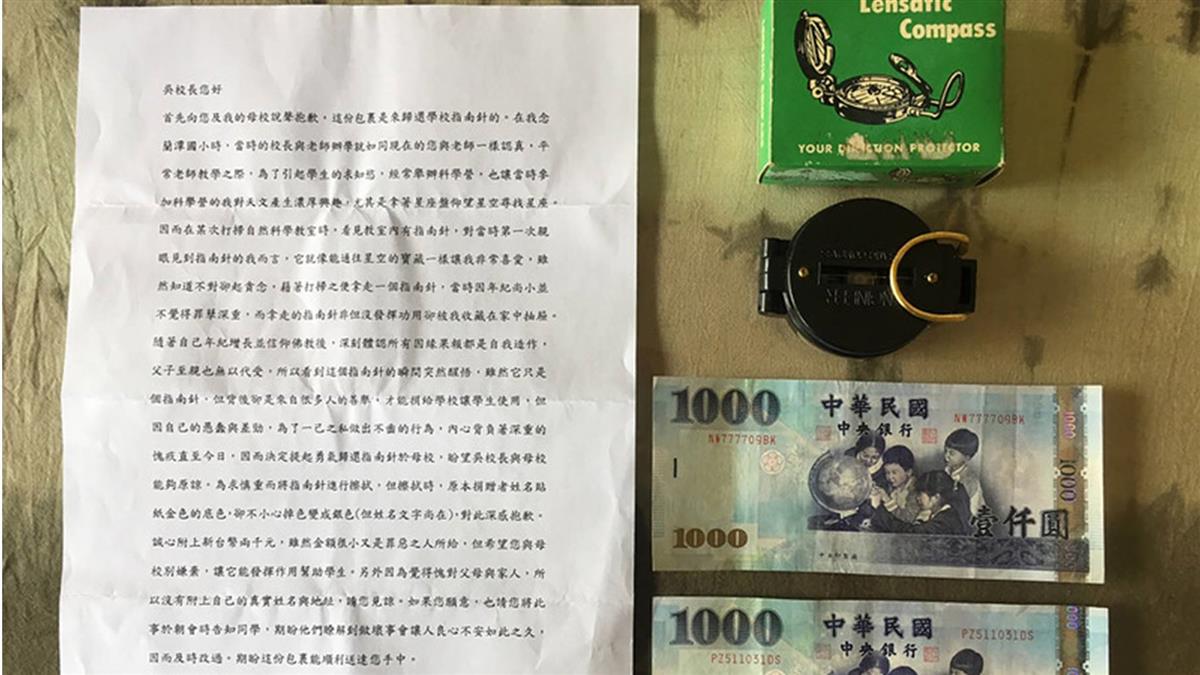 吳校長您好
首先向您及我的母校說聲抱歉。這份包裹是來歸還學校指南針的。在我念
蘭潭國小時，當時的校長與老師辦學就如同現在的您與老師一樣認真，平
常老師教學之際，為了引起學生的求知慾，經常舉辦科學營，也讓當時參
加科學營的我對天文產生濃厚興趣，尤其是拿著星座盤仰望星空尋找星座。
因而在某次打掃自然科學教室時，看見教室內有指南針，對當時第一次親
眼見到指南針的我而言，它就像能通往星空的寶藏一樣讓我非常喜愛，雖
然知道不對卻起貪念，藉著打掃之便拿走一個指南針，當時因年紀尚小並
不覺得罪孽深重，而拿走的指南針非但沒發揮功用卻被我收藏在家中抽屜。
隨著自己年紀增長並信仰佛教後，深刻體認所有因緣果報都是自我造作，
父子至親也無以代受。所以看到這個指南針的瞬間突然醒悟，雖然它只是
個指南針，但背後卻是來自很多人的善舉，才能捐給學校讓學生使用，但
因自己的愚蠢與差勁，為了一己之私做出不齒的行為，內心背負著深重的
愧疚直至今日，因而決定提起勇氣歸還指南針於母校，盼望吳校長與母校
能夠原諒。為求慎重而將指南針進行擦拭，但擦拭時，原本捐贈者姓名貼
紙金色的底色，卻不小心掉色變成銀色(但姓名文字尚在)，對此深感抱歉。
誠心附上新台幣兩千元，雖然金額很小又是罪惡之人所給，但希望您與母
校別嫌棄，讓它能發揮作用幫助學生。另外因為覺得愧對父母與家人，所
以沒有附上自己的真實姓名與地址，請您見諒。如果您願意，也請您將此
事於朝會時告知同學，期盼他們瞭解到做壞事會讓人良心不安如此之久，
因而及時改過。期盼這份包裹能順利送達您手中。
Lensatic
Compass
YOUR DIRECTION PROTECTOR
ENGINEER
1000
中華民國
中央銀行
NW777709BK
NW777709BK
1000
1000
壹仟圓
1000
中央印製廠
1000
中華民國
中央銀行
PZ511031DS
PZ511031DS